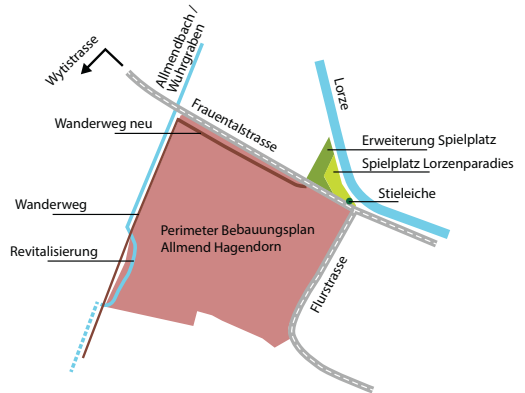 Wytistrasse
Allmendbach /
Wuhrgraben
Frauentalstrasse
Lorze
Wanderweg neu
Erweiterung Spielplatz
Spielplatz Lorzenparadies
Stieleiche
Wanderweg
Perimeter Bebauungsplan
Allmend Hagendorn
Revitalisierung
Flurstrasse